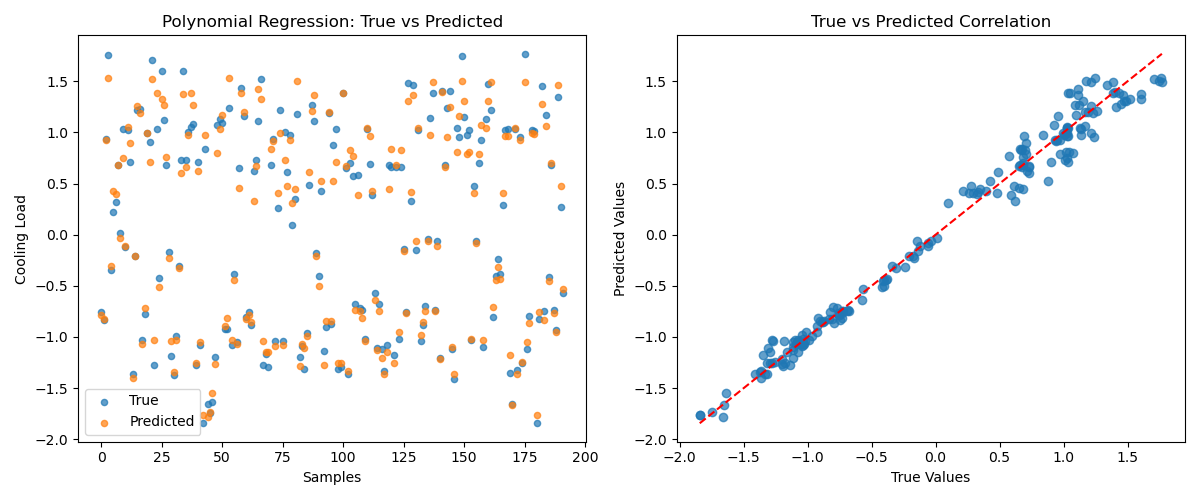 Polynomial Regression: True vs Predicted
Cooling Load
1.5
1.0
0.5
0.0
−0.5
−1.0
−1.5
−2.0
True
Predicted
0 25 50 75 100 125 150 175 200
Samples
True vs Predicted Correlation
Predicted Values
1.5
1.0
0.5
0.0
−0.5
−1.0
−1.5
−2.0
−2.0 −1.5 −1.0 −0.5 0.0 0.5 1.0 1.5
True Values